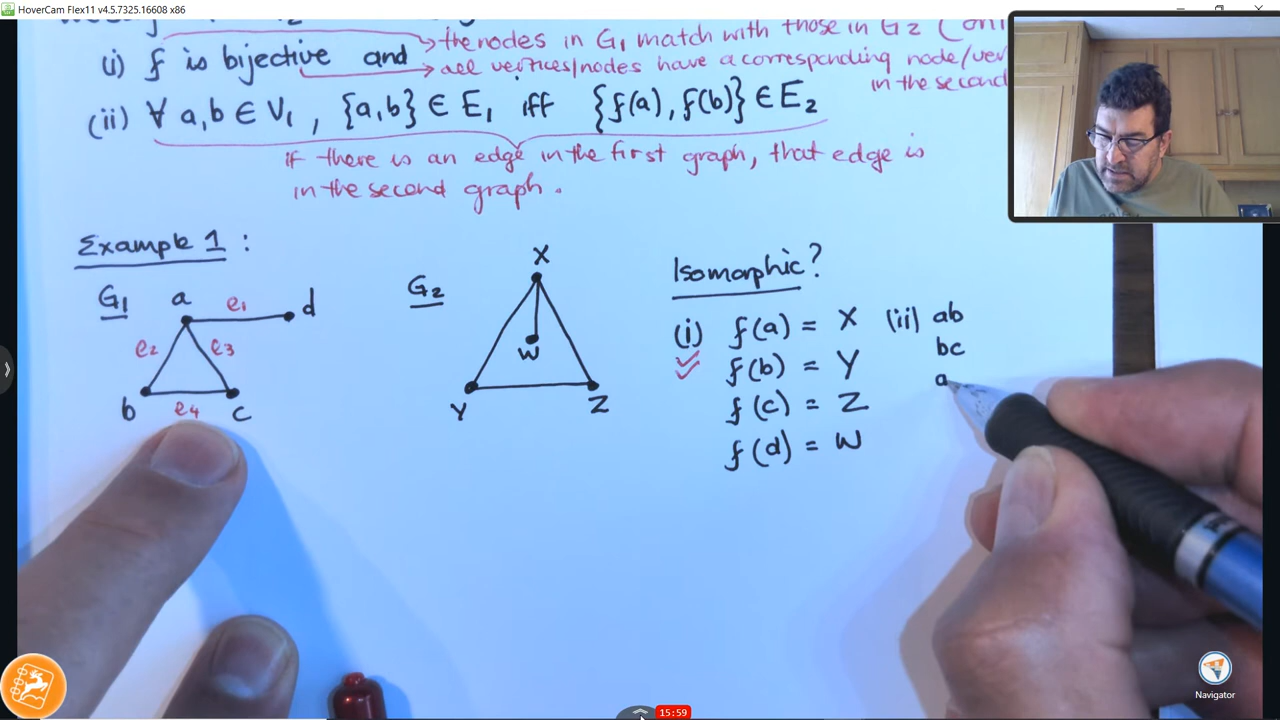 HoverCam Flex11 v4.5.7325.16608 x86
the nodes in G1 match with those in G2
(i) f is bijective and
all vertices/nodes have a corresponding node/ver
in the second
(ii) ∀ a,b ∈ V1 , {a,b} ∈ E1 iff {f(a), f(b)} ∈ E2
if there is an edge in the first graph, that edge is
in the second graph.
Example 1 :
G1 a e1 d
e2 e3
b e4 c
G2 X
W
Y Z
Isomorphic?
(i) f(a) = X
f(b) = Y
f(c) = Z
f(d) = W
(ii) ab
bc
a
Navigator
15:59